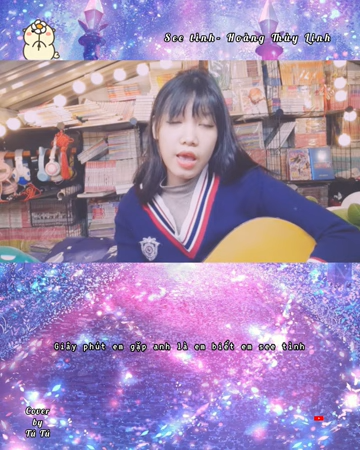 See tình- Hoàng Thùy Linh
Giây phút em gặp anh là em biết em see tình
Cover
by
Tú Tú